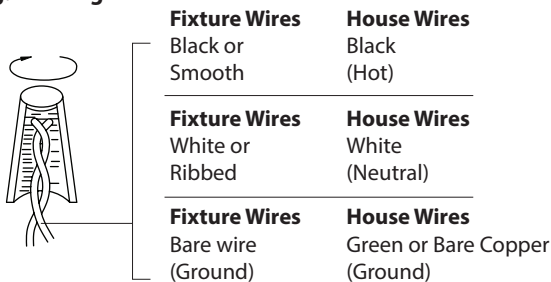 Fixture Wires House Wires
Black or Black
Smooth (Hot)
Fixture Wires House Wires
White or White
Ribbed (Neutral)
Fixture Wires House Wires
Bare wire Green or Bare Copper
(Ground) (Ground)